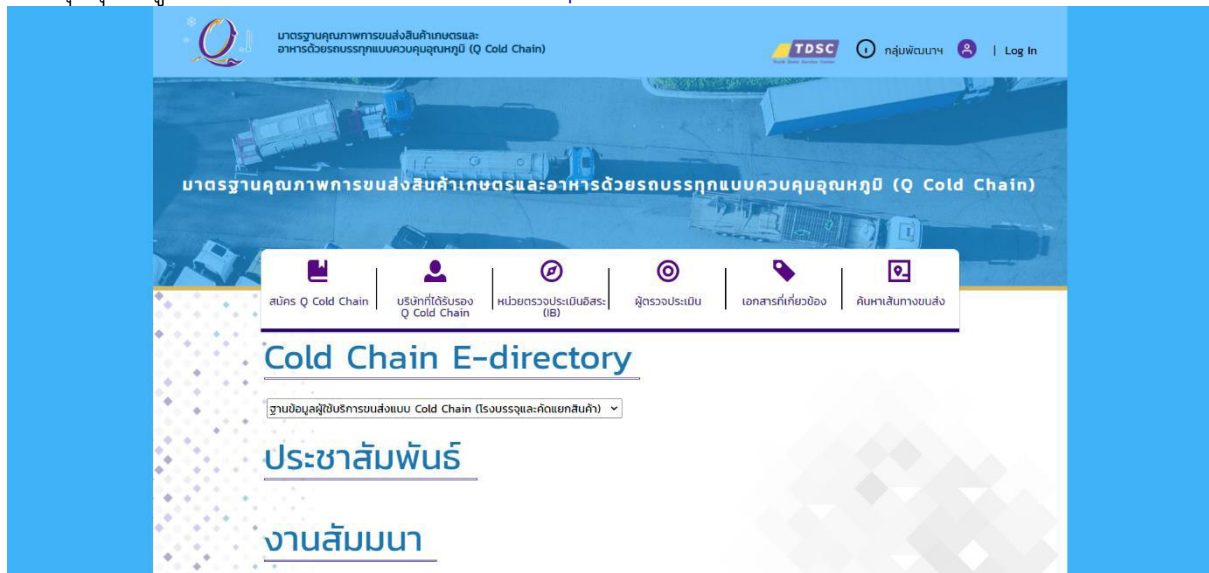 มาตรฐานคุณภาพการขนส่งสินค้าเกษตรและ
อาหารด้วยรถบรรทุกแบบควบคุมอุณหภูมิ (Q Cold Chain)
TDSC
กลุ่มพัฒนาฯ
| Log In
มาตรฐานคุณภาพการขนส่งสินค้าเกษตรและอาหารด้วยรถบรรทุกแบบควบคุมอุณหภูมิ (Q Cold Chain)
สมัคร Q Cold Chain
บริษัทที่ได้รับรอง
Q Cold Chain
หน่วยตรวจประเมินอิสระ
(IB)
ผู้ตรวจประเมิน
เอกสารที่เกี่ยวข้อง
ค้นหาเส้นทางขนส่ง
Cold Chain E-directory
ฐานข้อมูลผู้ใช้บริการขนส่งแบบ Cold Chain (โรงบรรจุและคัดแยกสินค้า)
ประชาสัมพันธ์
งานสัมมนา